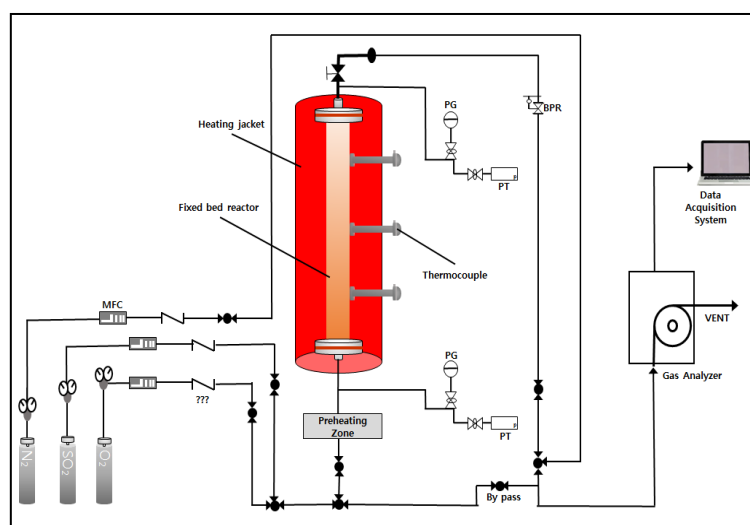 PG
BPR
Heating jacket
PT
Data
Acquisition
System
Fixed bed reactor
Thermocouple
MFC
VENT
PG
Gas Analyzer
???
Preheating
Zone
PT
N2
SO2
O2
By pass